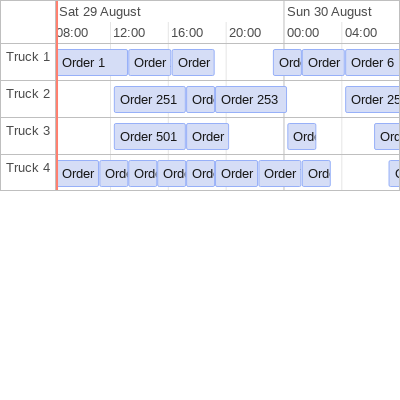 Sat 29 August Sun 30 August
08:00 12:00 16:00 20:00 00:00 04:00
Truck 1 Order 1 Order Order Ord Order Order 6
Truck 2 Order 251 Ord Order 253 Order 25
Truck 3 Order 501 Order Ord Ord
Truck 4 Order Ord Ord Ord Ord Order Order Ord